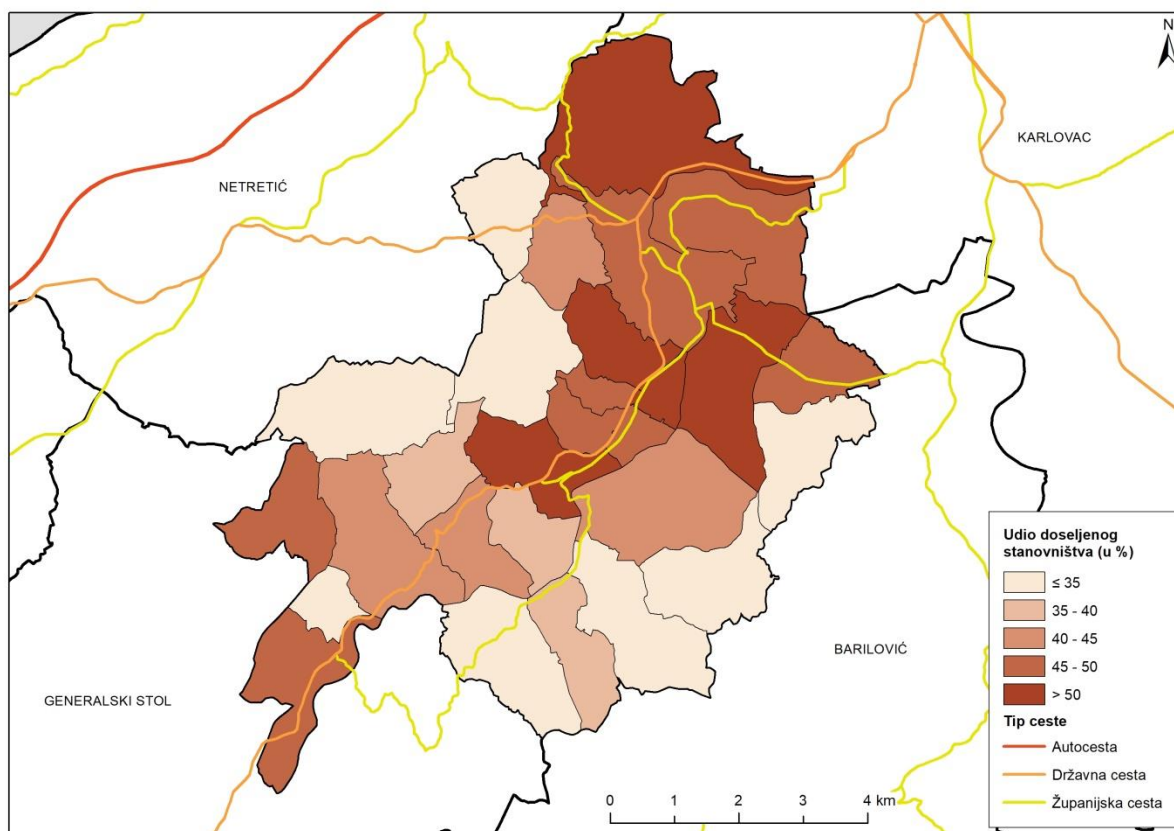 N
KARLOVAC
NETRETIĆ
BARILOVIĆ
GENERALSKI STOL
Udio doseljenog
stanovništva (u %)
≤ 35
35 - 40
40 - 45
45 - 50
> 50
Tip ceste
Autocesta
Državna cesta
Županijska cesta
0 1 2 3 4 km